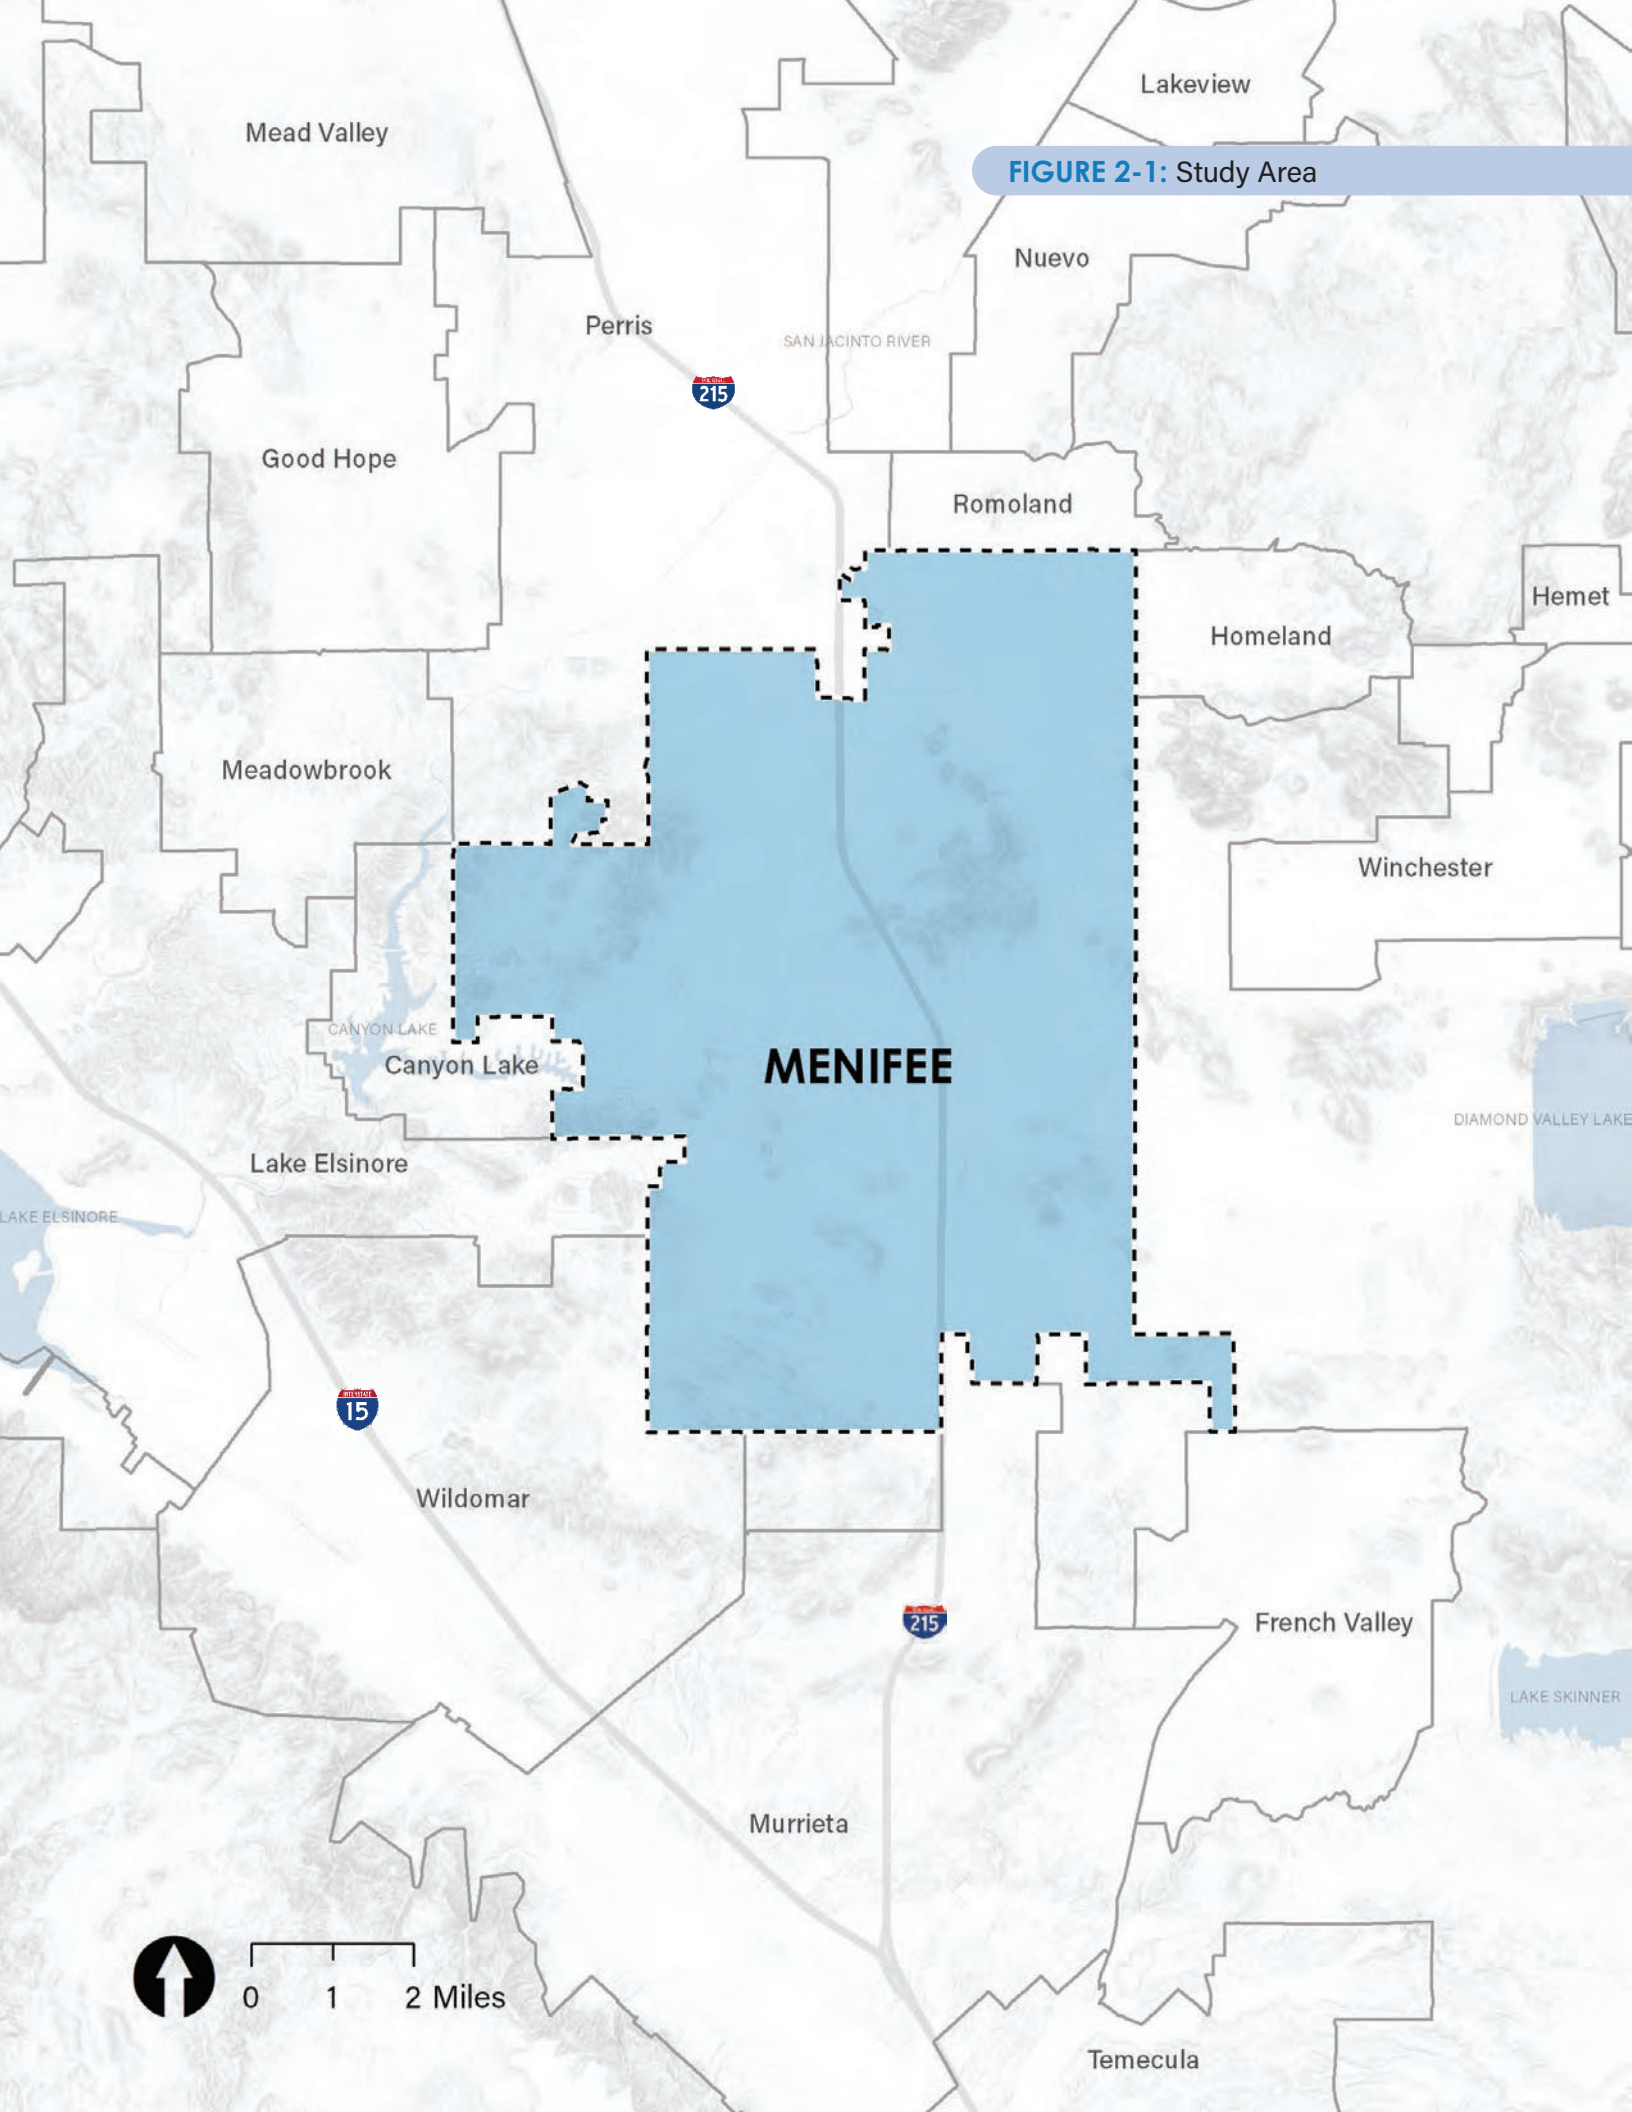 Lakeview
Mead Valley
FIGURE 2-1: Study Area
Nuevo
Perris
SAN JACINTO RIVER
215
Good Hope
Romoland
Hemet
Homeland
Meadowbrook
Winchester
CANYON LAKE
Canyon Lake
MENIFEE
DIAMOND VALLEY LAKE
Lake Elsinore
LAKE ELSINORE
INTERSTATE
15
Wildomar
215
French Valley
LAKE SKINNER
Murrieta
0 1 2 Miles
Temecula